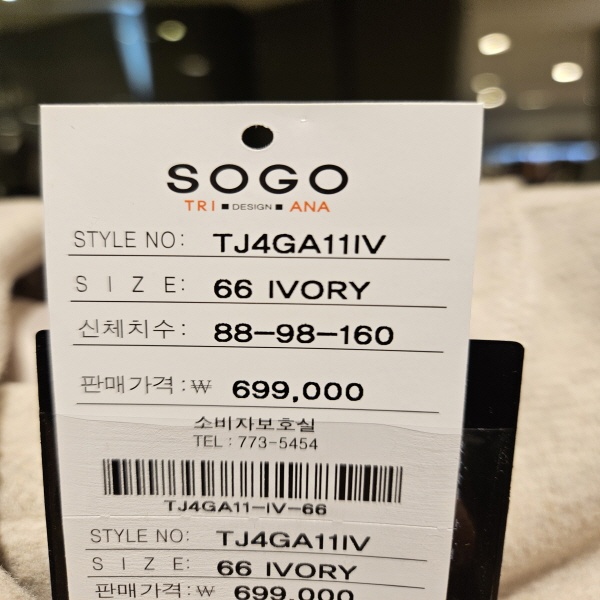 SOGO
TRI ■ DESIGN ■ ANA
STYLE NO: TJ4GA11IV
SIZE: 66 IVORY
신체치수: 88-98-160
판매가격: ₩ 699,000
소비자보호실
TEL : 773-5454
TJ4GA11-IV-66
STYLE NO: TJ4GA11IV
SIZE: 66 IVORY
판매가격: ₩ 699,000